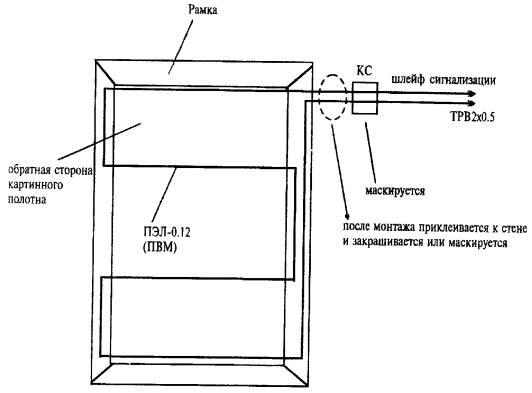 Рамка
КС
шлейф сигнализации
ТРВ2х0.5
обратная сторона
картинного
полотна
маскируется
ПЭЛ-0.12
(ПВМ)
после монтажа приклеивается к стене
и закрашивается или маскируется